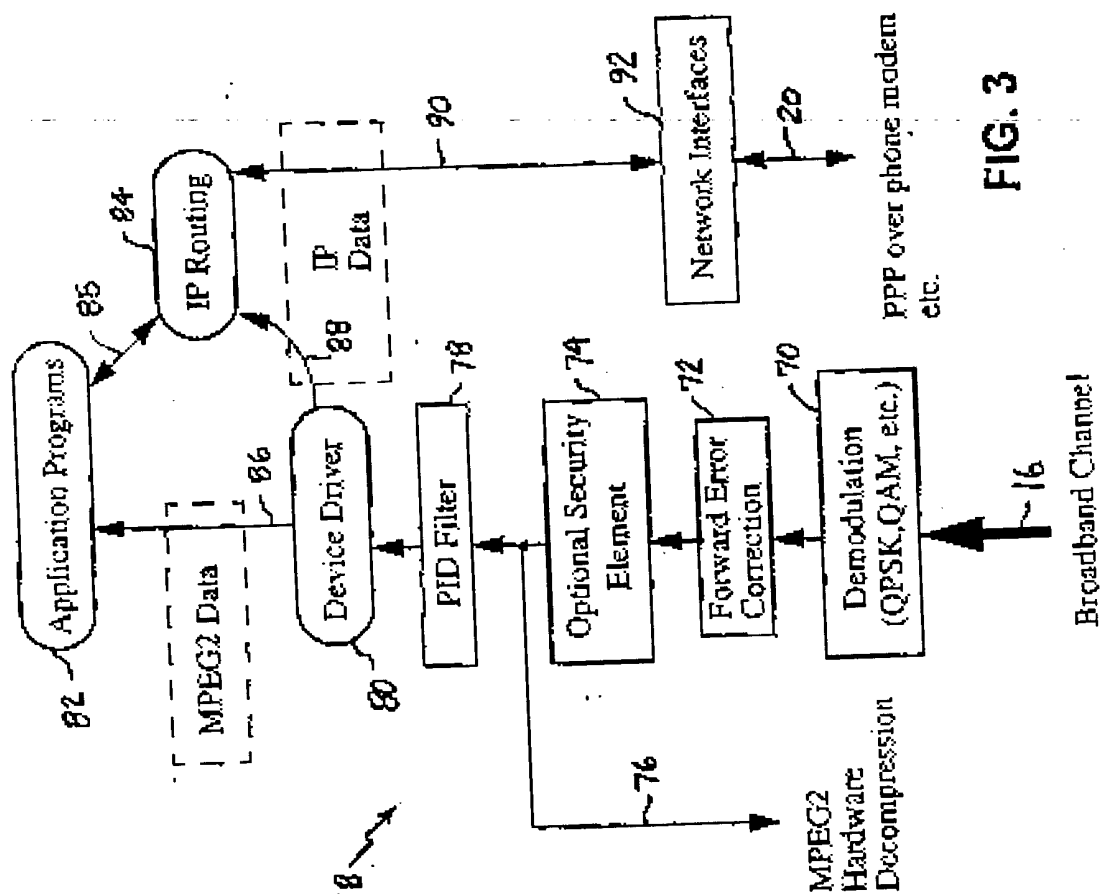 82
Application Programs
85
84
IP Routing
MPEG2 Data
86
88
IP
Data
90
Device Driver
80
8
PID Filter
78
76
Optional Security
Element
74
92
Network Interfaces
20
Forward Error
Correction
72
Demodulation
(QPSK,QAM, etc.)
70
16
MPEG2
Hardware
Decompression
Broadband Channel
PPP over phone modem
etc.
FIG. 3